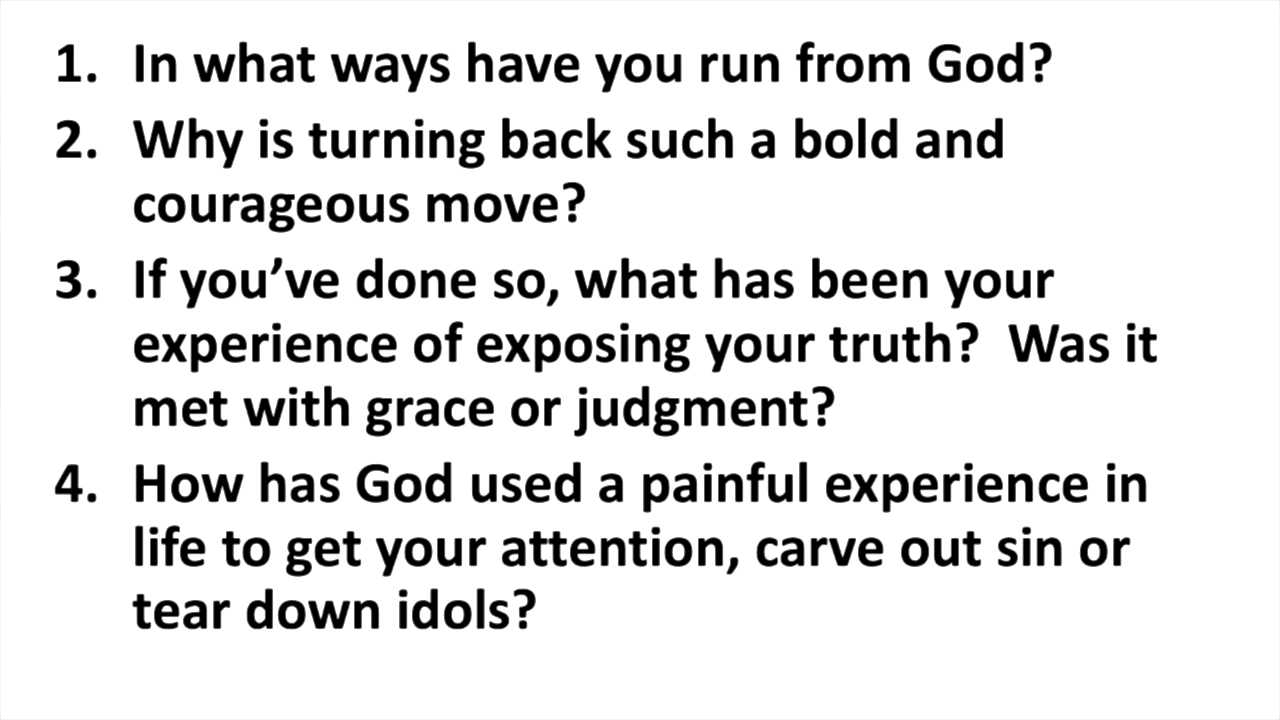 1. In what ways have you run from God?
2. Why is turning back such a bold and
courageous move?
3. If you’ve done so, what has been your
experience of exposing your truth?  Was it
met with grace or judgment?
4. How has God used a painful experience in
life to get your attention, carve out sin or
tear down idols?